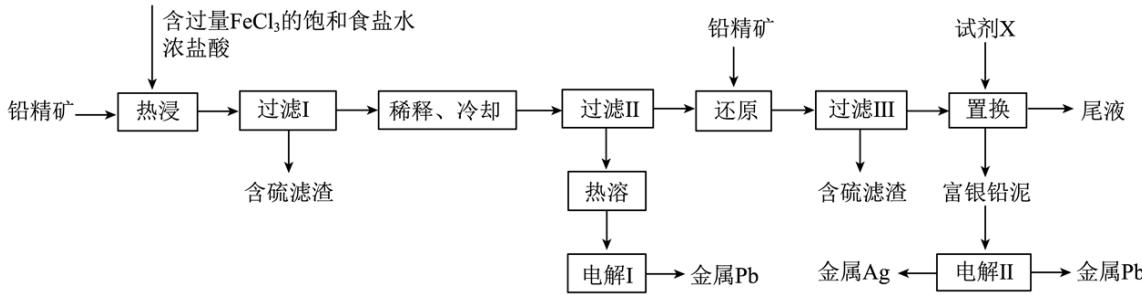 含过量FeCl₃的饱和食盐水
浓盐酸
铅精矿
试剂X
铅精矿
热浸
过滤I
稀释、冷却
过滤II
还原
过滤III
置换
尾液
含硫滤渣
热溶
含硫滤渣
富银铅泥
电解I
金属Pb
金属Ag
电解II
金属Pb